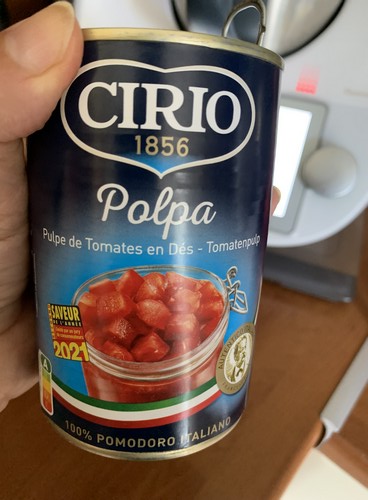 CIRIO
1856
Polpa
Pulpe de Tomates en Dés - Tomatenpulp
SAVEUR
DE L'ANNÉE
2021
A
100% POMODORO ITALIANO